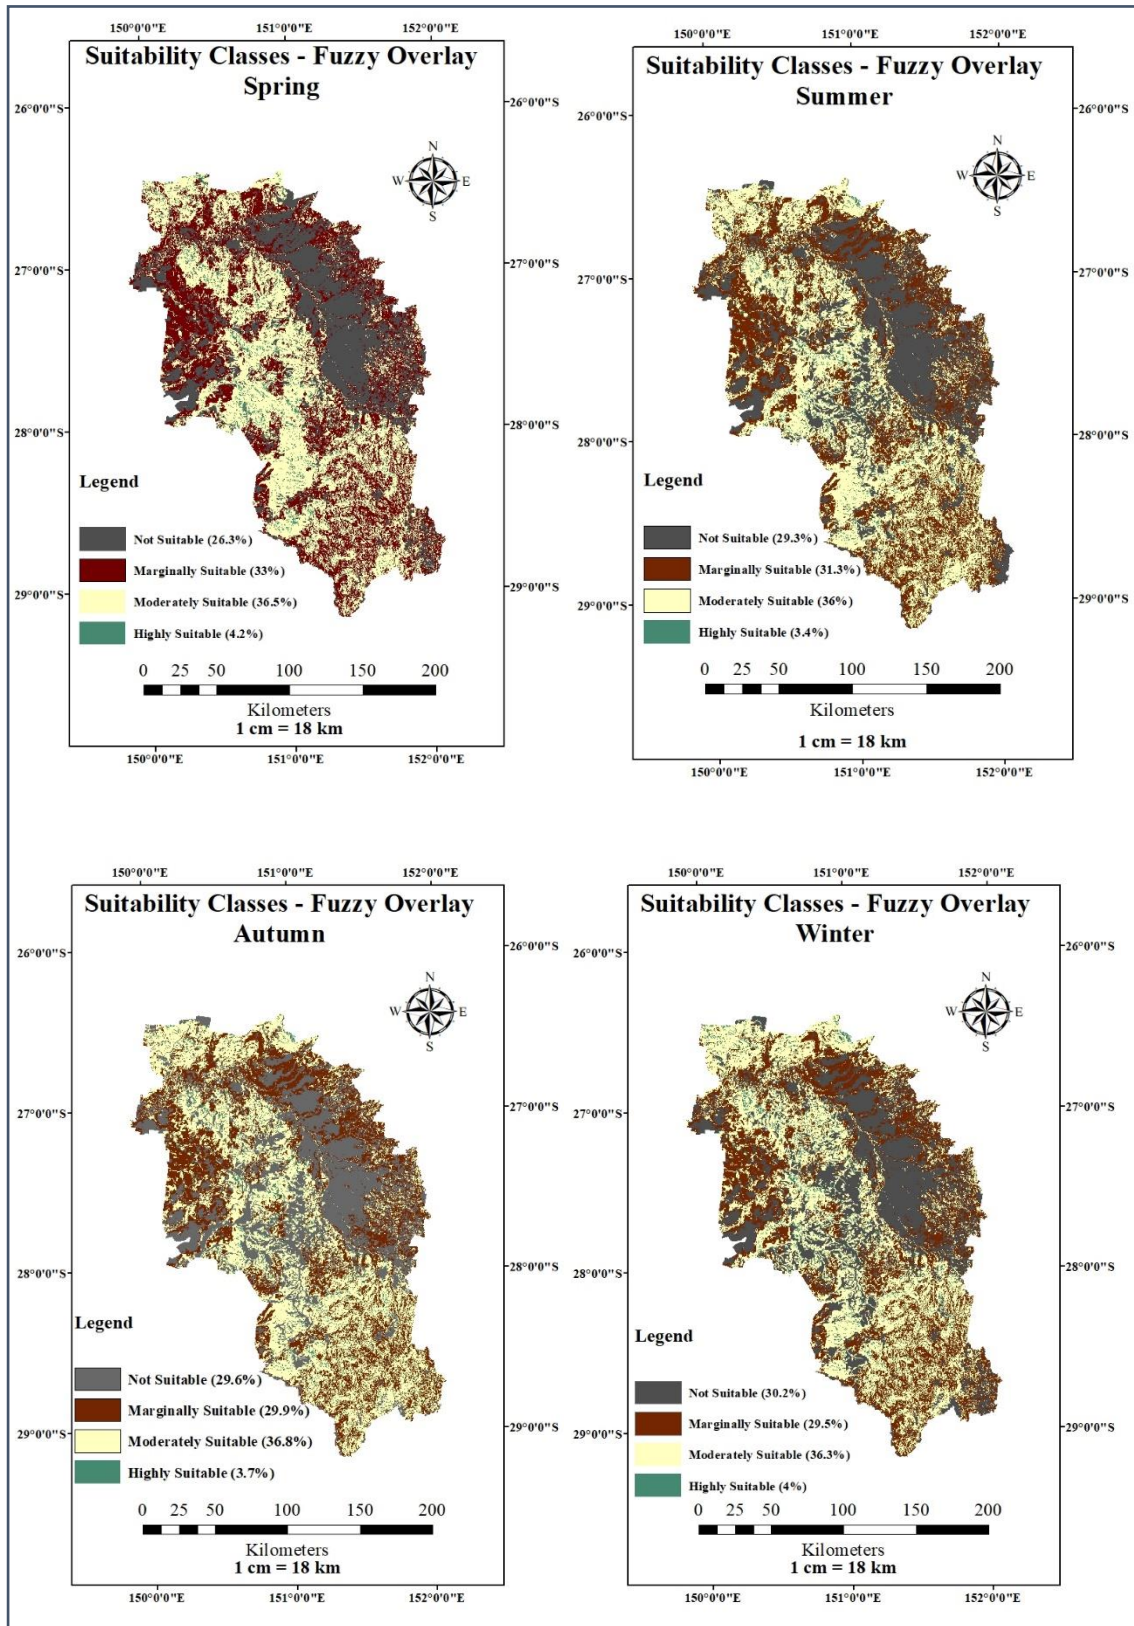 150°0'0"E 151°0'0"E 152°0'0"E
Suitability Classes - Fuzzy Overlay
Spring
26°0'0"S
26°0'0"S
N
W E
S
27°0'0"S
27°0'0"S
28°0'0"S
28°0'0"S
Legend
Not Suitable (26.3%)
Marginally Suitable (33%)
29°0'0"S
29°0'0"S
Moderately Suitable (36.5%)
Highly Suitable (4.2%)
0 25 50 100 150 200
Kilometers
1 cm = 18 km
150°0'0"E 151°0'0"E 152°0'0"E
150°0'0"E 151°0'0"E 152°0'0"E
Suitability Classes - Fuzzy Overlay
Summer
26°0'0"S
26°0'0"S
N
W E
S
27°0'0"S
27°0'0"S
28°0'0"S
28°0'0"S
Legend
Not Suitable (29.3%)
Marginally Suitable (31.3%)
29°0'0"S
29°0'0"S
Moderately Suitable (36%)
Highly Suitable (3.4%)
0 25 50 100 150 200
Kilometers
1 cm = 18 km
150°0'0"E 151°0'0"E 152°0'0"E
150°0'0"E 151°0'0"E 152°0'0"E
Suitability Classes - Fuzzy Overlay
Autumn
26°0'0"S
26°0'0"S
N
W E
S
27°0'0"S
27°0'0"S
28°0'0"S
28°0'0"S
Legend
Not Suitable (29.6%)
Marginally Suitable (29.9%)
29°0'0"S
29°0'0"S
Moderately Suitable (36.8%)
Highly Suitable (3.7%)
0 25 50 100 150 200
Kilometers
1 cm = 18 km
150°0'0"E 151°0'0"E 152°0'0"E
150°0'0"E 151°0'0"E 152°0'0"E
Suitability Classes - Fuzzy Overlay
Winter
26°0'0"S
26°0'0"S
N
W E
S
27°0'0"S
27°0'0"S
28°0'0"S
28°0'0"S
Legend
Not Suitable (30.2%)
Marginally Suitable (29.5%)
29°0'0"S
29°0'0"S
Moderately Suitable (36.3%)
Highly Suitable (4%)
0 25 50 100 150 200
Kilometers
1 cm = 18 km
150°0'0"E 151°0'0"E 152°0'0"E